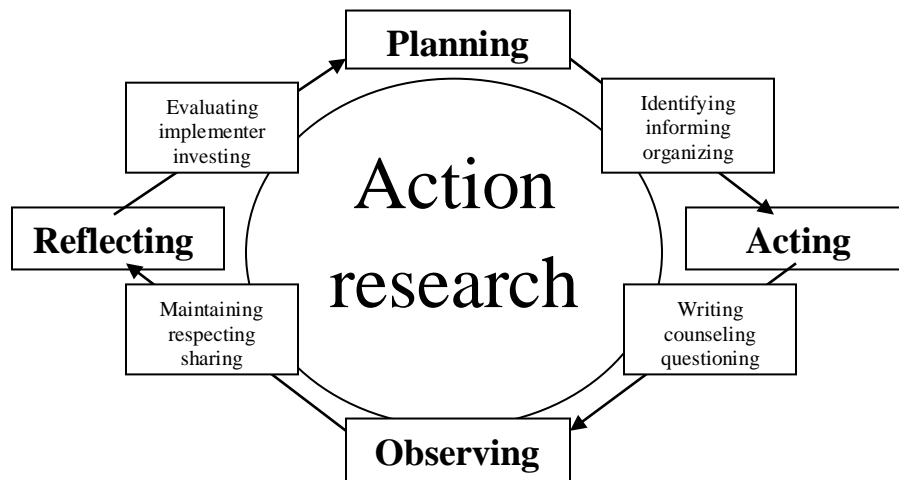 Planning
Evaluating
implementer
investing
Identifying
informing
organizing
Action
research
Reflecting
Acting
Maintaining
respecting
sharing
Writing
counseling
questioning
Observing